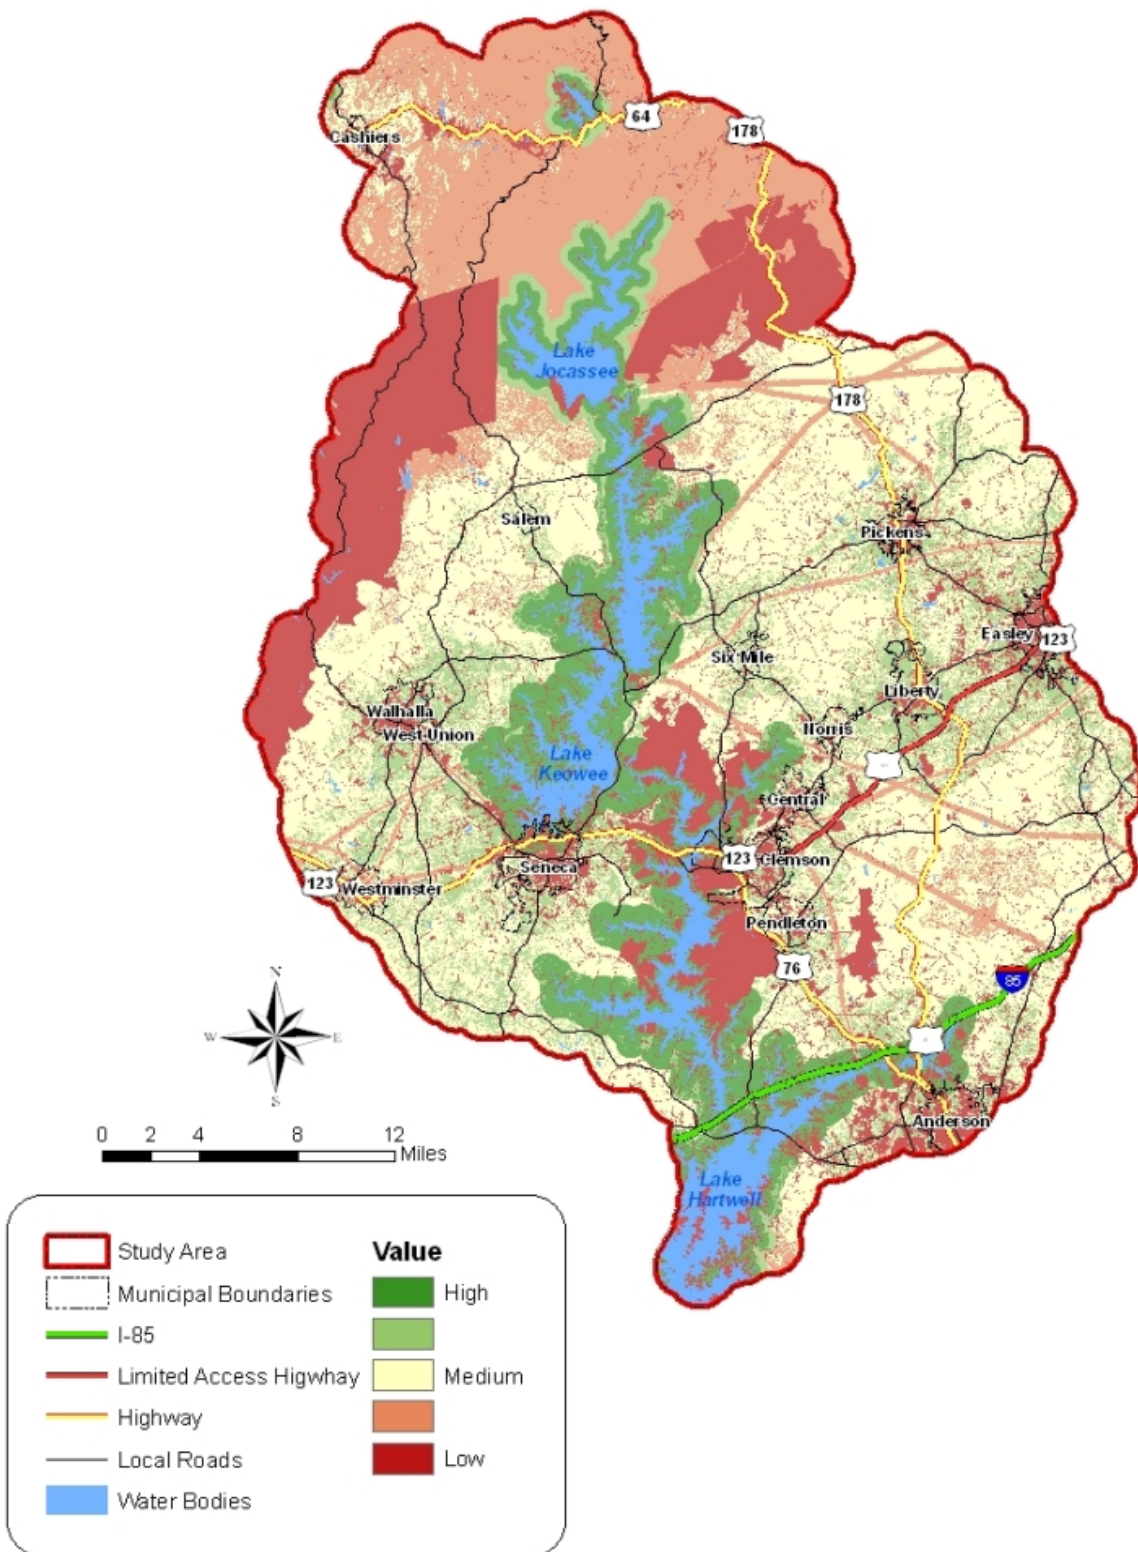 64
178
Cashiers
Lake
Jocassee
178
Salem
Pickens
Easley
123
Six Mile
Liberty
Walhalla
West Union
Norris
Lake
Keowee
Central
123
Clemson
Seneca
123
Westminster
Pendleton
76
85
N
W
E
S
Anderson
0
2
4
8
12
Miles
Lake
Hartwell
Study Area
Value
Municipal Boundaries
High
I-85
Limited Access Higwhay
Medium
Highway
Local Roads
Low
Water Bodies